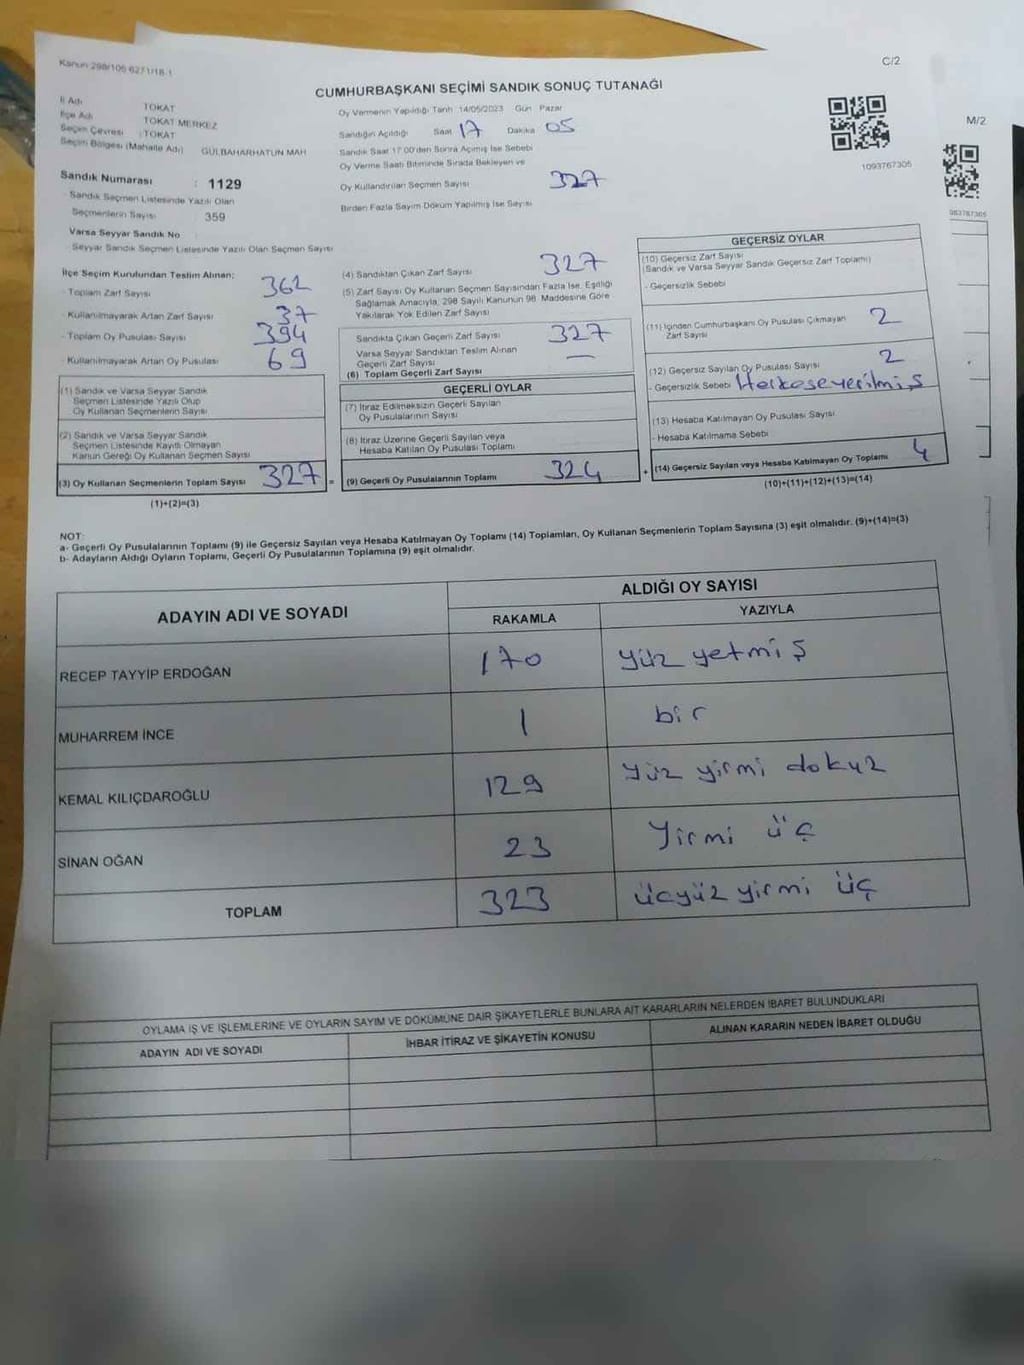 Kanun 298/105 6271/18-1
C/2
CUMHURBAŞKANI SEÇİMİ SANDIK SONUÇ TUTANAĞI
M/2
İl Adı TOKAT
İlçe Adı TOKAT MERKEZ
Seçim Çevresi : TOKAT
Seçim Bölgesi (Mahalle Adı) GÜLBAHARHATUN MAH
Sandık Numarası : 1129
Sandık Seçmen Listesinde Yazılı Olan
Seçmenlerin Sayısı 359
Varsa Seyyar Sandık No
Seyyar Sandık Seçmen Listesinde Yazılı Olan Seçmen Sayısı
Oy Vermenin Yapıldığı Tarih 14/05/2023 Gün Pazar
Sandığın Açıldığı Saat 17 Dakika 05
Sandık Saat 17:00'den Sonra Açılmış İse Sebebi
Oy Verme Saati Bitiminde Sırada Bekleyen ve
Oy Kullandırılan Seçmen Sayısı 327
Birden Fazla Sayım Döküm Yapılmış İse Sayısı
1093767305
İlçe Seçim Kurulundan Teslim Alınan;
- Toplam Zarf Sayısı 362
- Kullanılmayarak Artan Zarf Sayısı 37
- Toplam Oy Pusulası Sayısı 394
- Kullanılmayarak Artan Oy Pusulası 69
(1) Sandık ve Varsa Seyyar Sandık
Seçmen Listesinde Yazılı Olup
Oy Kullanan Seçmenlerin Sayısı
(2) Sandık ve Varsa Seyyar Sandık
Seçmen Listesinde Kayıtlı Olmayan
Kanun Gereği Oy Kullanan Seçmen Sayısı
(3) Oy Kullanan Seçmenlerin Toplam Sayısı 327 =
(1)+(2)=(3)
(4) Sandıktan Çıkan Zarf Sayısı 327
(5) Zarf Sayısı Oy Kullanan Seçmen Sayısından Fazla İse, Eşitliği
Sağlamak Amacıyla, 298 Sayılı Kanunun 98. Maddesine Göre
Yakılarak Yok Edilen Zarf Sayısı
Sandıkta Çıkan Geçerli Zarf Sayısı 327
Varsa Seyyar Sandıktan Teslim Alınan
Geçerli Zarf Sayısı —
(6) Toplam Geçerli Zarf Sayısı
GEÇERLİ OYLAR
(7) İtiraz Edilmeksizin Geçerli Sayılan
Oy Pusulalarının Sayısı
(8) İtiraz Üzerine Geçerli Sayılan veya
Hesaba Katılan Oy Pusulası Toplamı
(9) Geçerli Oy Pusulalarının Toplamı 324 +
GEÇERSİZ OYLAR
(10) Geçersiz Zarf Sayısı
(Sandık ve Varsa Seyyar Sandık Geçersiz Zarf Toplamı)
- Geçersizlik Sebebi
(11) İçinden Cumhurbaşkanı Oy Pusulası Çıkmayan 2
Zarf Sayısı
(12) Geçersiz Sayılan Oy Pusulası Sayısı 2
- Geçersizlik Sebebi Herkese verilmiş
(13) Hesaba Katılmayan Oy Pusulası Sayısı
- Hesaba Katılmama Sebebi
(14) Geçersiz Sayılan veya Hesaba Katılmayan Oy Toplamı 4
(10)+(11)+(12)+(13)=(14)
NOT:
a- Geçerli Oy Pusulalarının Toplamı (9) ile Geçersiz Sayılan veya Hesaba Katılmayan Oy Toplamı (14) Toplamları, Oy Kullanan Seçmenlerin Toplam Sayısına (3) eşit olmalıdır. (9)+(14)=(3)
b- Adayların Aldığı Oyların Toplamı, Geçerli Oy Pusulalarının Toplamına (9) eşit olmalıdır.
ADAYIN ADI VE SOYADI ALDIĞI OY SAYISI
RAKAMLA YAZIYLA
RECEP TAYYİP ERDOĞAN 170 yüz yetmiş
MUHARREM İNCE 1 bir
KEMAL KILIÇDAROĞLU 129 yüz yirmi dokuz
SİNAN OĞAN 23 Yirmi üç
TOPLAM 323 üçyüz yirmi üç
OYLAMA İŞ VE İŞLEMLERİNE VE OYLARIN SAYIM VE DÖKÜMÜNE DAİR ŞİKAYETLERLE BUNLARA AİT KARARLARIN NELERDEN İBARET BULUNDUKLARI
ADAYIN ADI VE SOYADI İHBAR İTİRAZ VE ŞİKAYETİN KONUSU ALINAN KARARIN NEDEN İBARET OLDUĞU